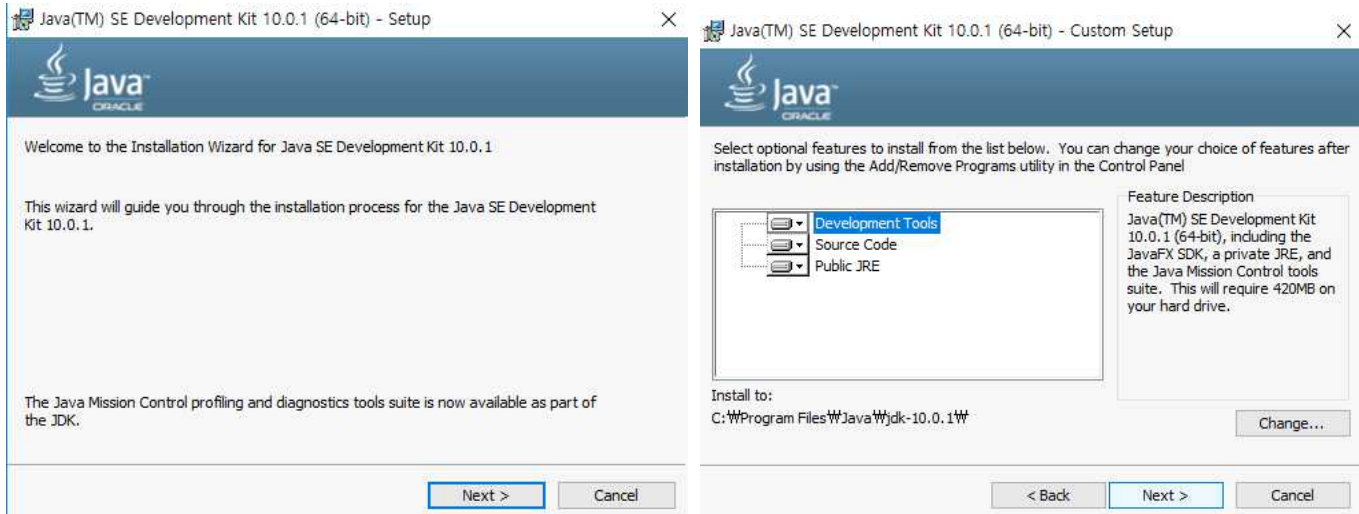 Java(TM) SE Development Kit 10.0.1 (64-bit) - Setup
Java™
ORACLE
Welcome to the Installation Wizard for Java SE Development Kit 10.0.1
This wizard will guide you through the installation process for the Java SE Development
Kit 10.0.1.
The Java Mission Control profiling and diagnostics tools suite is now available as part of
the JDK.
Next >
Cancel
Java(TM) SE Development Kit 10.0.1 (64-bit) - Custom Setup
Java™
ORACLE
Select optional features to install from the list below.  You can change your choice of features after
installation by using the Add/Remove Programs utility in the Control Panel
Development Tools
Source Code
Public JRE
Feature Description
Java(TM) SE Development Kit
10.0.1 (64-bit), including the
JavaFX SDK, a private JRE, and
the Java Mission Control tools
suite.  This will require 420MB on
your hard drive.
Install to:
C:₩Program Files₩Java₩jdk-10.0.1₩
Change...
< Back
Next >
Cancel